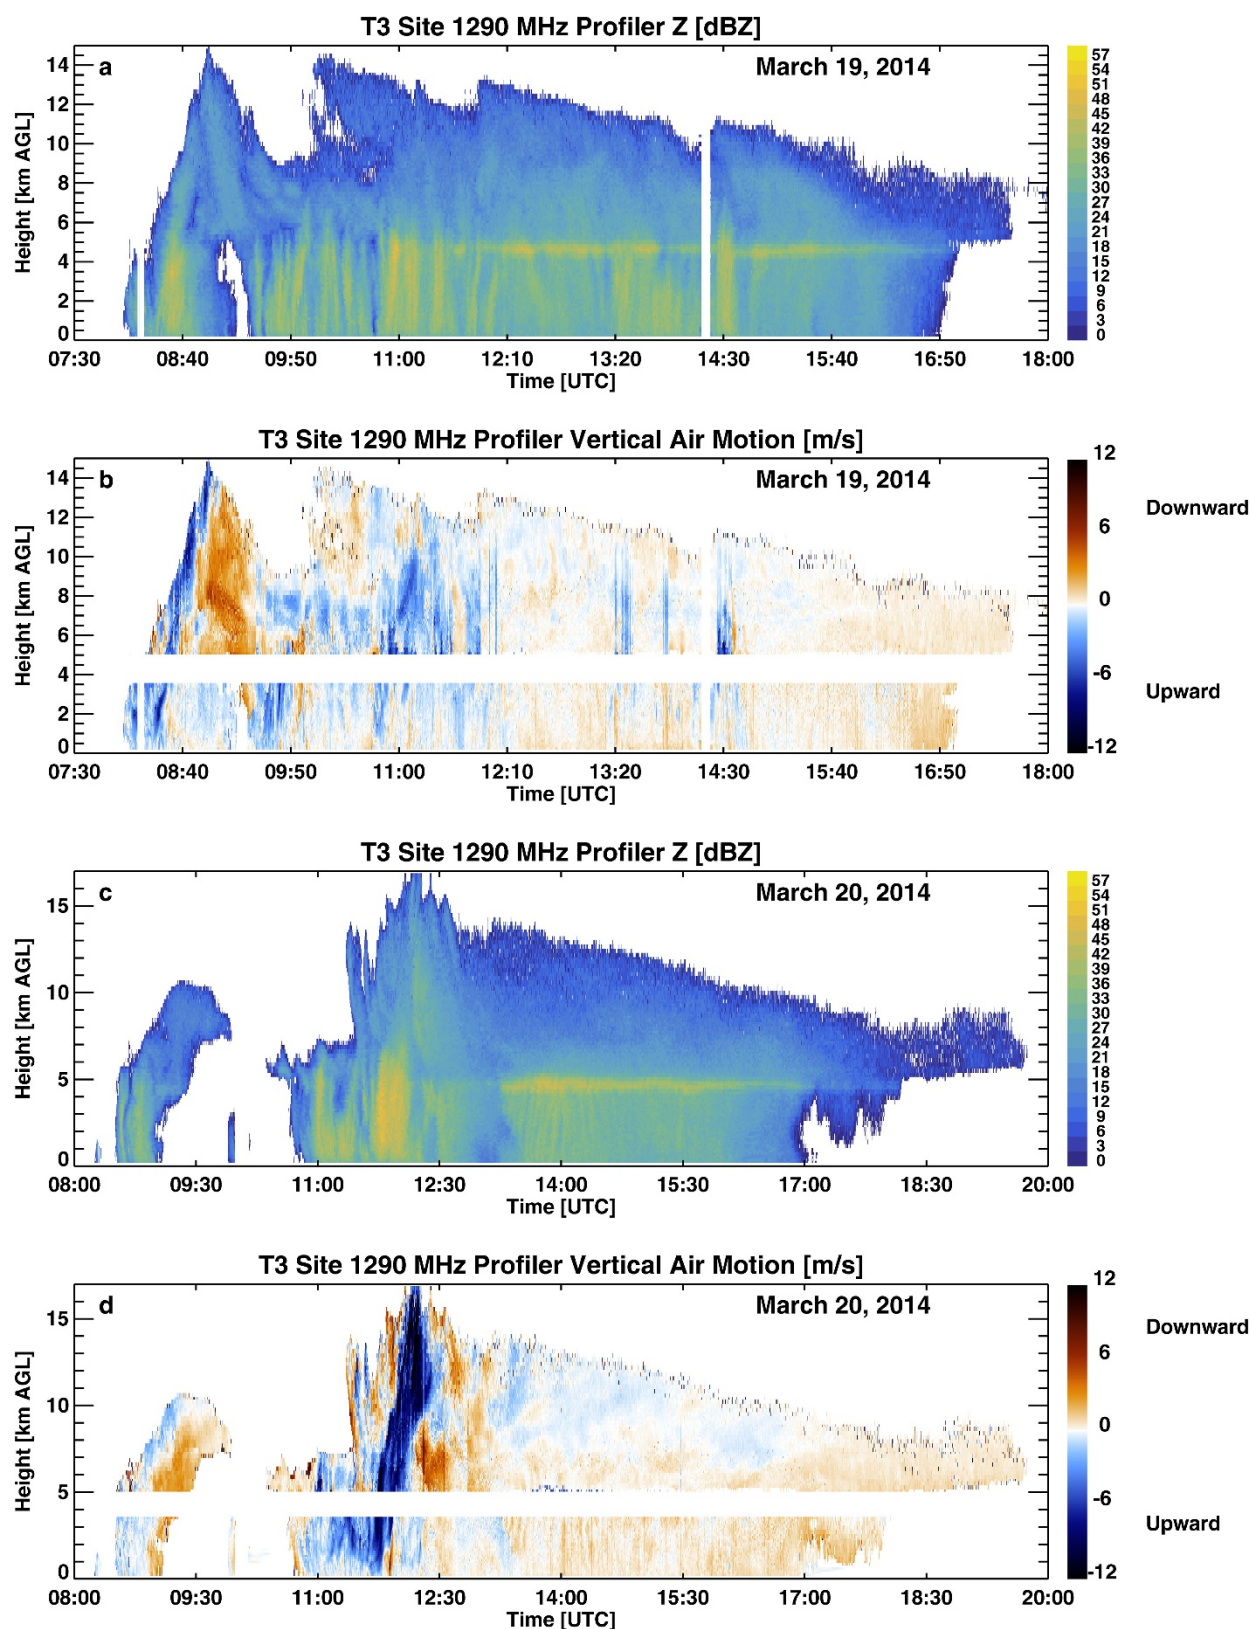 T3 Site 1290 MHz Profiler Z [dBZ]
a
March 19, 2014
Height [km AGL]
14
12
10
8
6
4
2
0
07:30 08:40 09:50 11:00 12:10 13:20 14:30 15:40 16:50 18:00
Time [UTC]
57
54
51
48
45
42
39
36
33
30
27
24
21
18
15
12
9
6
3
0
T3 Site 1290 MHz Profiler Vertical Air Motion [m/s]
b
March 19, 2014
Height [km AGL]
14
12
10
8
6
4
2
0
07:30 08:40 09:50 11:00 12:10 13:20 14:30 15:40 16:50 18:00
Time [UTC]
12
Downward
6
0
-6
Upward
-12
T3 Site 1290 MHz Profiler Z [dBZ]
c
March 20, 2014
Height [km AGL]
15
10
5
0
08:00 09:30 11:00 12:30 14:00 15:30 17:00 18:30 20:00
Time [UTC]
57
54
51
48
45
42
39
36
33
30
27
24
21
18
15
12
9
6
3
0
T3 Site 1290 MHz Profiler Vertical Air Motion [m/s]
d
March 20, 2014
Height [km AGL]
15
10
5
0
08:00 09:30 11:00 12:30 14:00 15:30 17:00 18:30 20:00
Time [UTC]
12
Downward
6
0
-6
Upward
-12